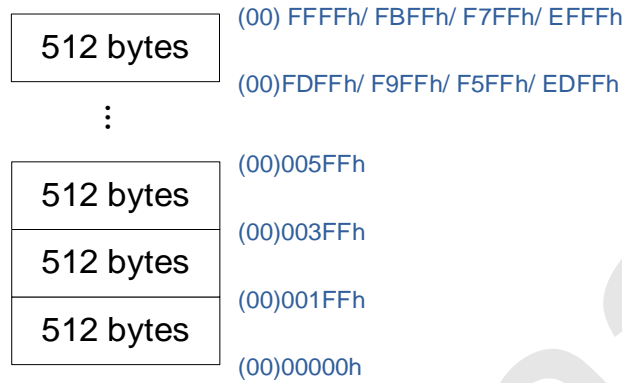 (00) FFFFh/ FBFFh/ F7FFh/ EFFFh
512 bytes
(00)FDFFh/ F9FFh/ F5FFh/ EDFFh
⋮
(00)005FFh
512 bytes
(00)003FFh
512 bytes
(00)001FFh
512 bytes
(00)00000h